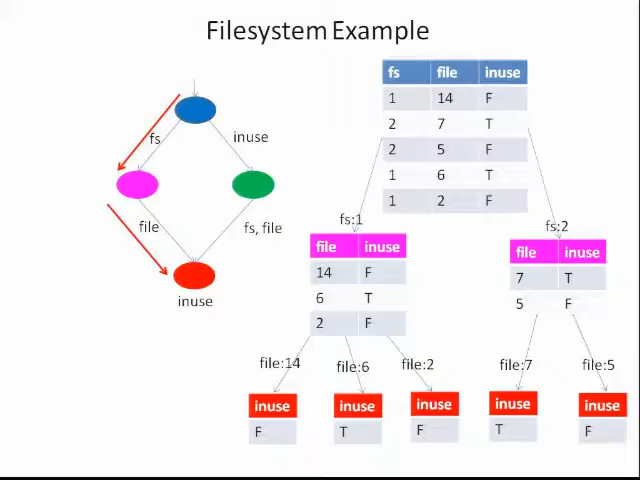 Filesystem Example
fs
inuse
file
fs, file
inuse
fs file inuse
1 14 F
2 7 T
2 5 F
1 6 T
1 2 F
fs:1
fs:2
file inuse
14 F
6 T
2 F
file inuse
7 T
5 F
file:14
file:6
file:2
file:7
file:5
inuse
F
inuse
T
inuse
F
inuse
T
inuse
F